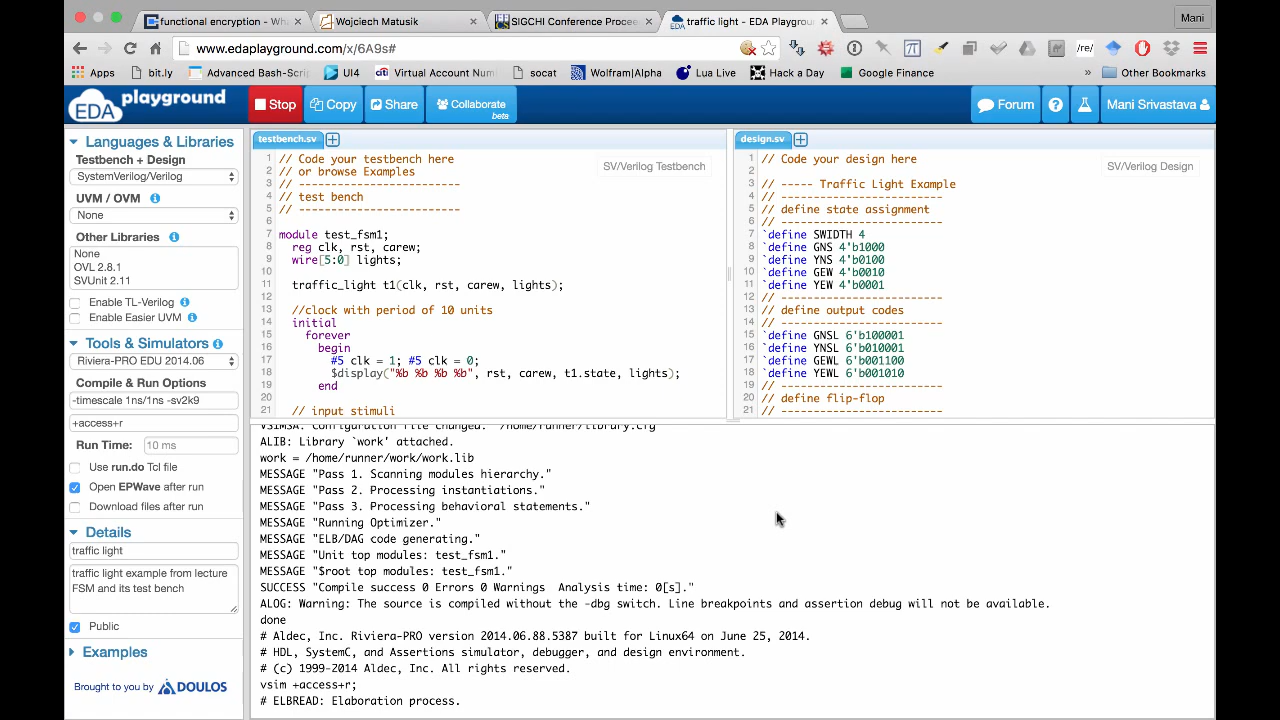 functional encryption - Wha
Wojciech Matusik
SIGCHI Conference Procee
traffic light - EDA Playgroun
Mani
www.edaplayground.com/x/6A9s#
/re/
Apps
bit.ly
Advanced Bash-Scri
UI4
Virtual Account Num
socat
Wolfram|Alpha
Lua Live
Hack a Day
Google Finance
»
Other Bookmarks
EDA playground
Stop
Copy
Share
Collaborate
beta
Forum
?
Mani Srivastava
Languages & Libraries
Testbench + Design
SystemVerilog/Verilog
UVM / OVM
None
Other Libraries
None
OVL 2.8.1
SVUnit 2.11
Enable TL-Verilog
Enable Easier UVM
Tools & Simulators
Riviera-PRO EDU 2014.06
Compile & Run Options
-timescale 1ns/1ns -sv2k9
+access+r
Run Time:
10 ms
Use run.do Tcl file
Open EPWave after run
Download files after run
Details
traffic light
traffic light example from lecture
FSM and its test bench
Public
Examples
Brought to you by DOULOS
testbench.sv
SV/Verilog Testbench
1 // Code your testbench here
2 // or browse Examples
3 // -------------------------
4 // test bench
5 // -------------------------
6
7 module test_fsm1;
8 reg clk, rst, carew;
9 wire[5:0] lights;
10
11 traffic_light t1(clk, rst, carew, lights);
12
13 //clock with period of 10 units
14 initial
15 forever
16 begin
17 #5 clk = 1; #5 clk = 0;
18 $display("%b %b %b %b", rst, carew, t1.state, lights);
19 end
20
21 // input stimuli
design.sv
SV/Verilog Design
1 // Code your design here
2
3 // ----- Traffic Light Example
4 // -------------------------
5 // define state assignment
6 // -------------------------
7 `define SWIDTH 4
8 `define GNS 4'b1000
9 `define YNS 4'b0100
10 `define GEW 4'b0010
11 `define YEW 4'b0001
12 // -------------------------
13 // define output codes
14 // -------------------------
15 `define GNSL 6'b100001
16 `define YNSL 6'b010001
17 `define GEWL 6'b001100
18 `define YEWL 6'b001010
19 // -------------------------
20 // define flip-flop
21 // -------------------------
VSIMSA: Configuration file changed: `/home/runner/library.cfg'
ALIB: Library `work' attached.
work = /home/runner/work/work.lib
MESSAGE "Pass 1. Scanning modules hierarchy."
MESSAGE "Pass 2. Processing instantiations."
MESSAGE "Pass 3. Processing behavioral statements."
MESSAGE "Running Optimizer."
MESSAGE "ELB/DAG code generating."
MESSAGE "Unit top modules: test_fsm1."
MESSAGE "$root top modules: test_fsm1."
SUCCESS "Compile success 0 Errors 0 Warnings  Analysis time: 0[s]."
ALOG: Warning: The source is compiled without the -dbg switch. Line breakpoints and assertion debug will not be available.
done
# Aldec, Inc. Riviera-PRO version 2014.06.88.5387 built for Linux64 on June 25, 2014.
# HDL, SystemC, and Assertions simulator, debugger, and design environment.
# (c) 1999-2014 Aldec, Inc. All rights reserved.
vsim +access+r;
# ELBREAD: Elaboration process.